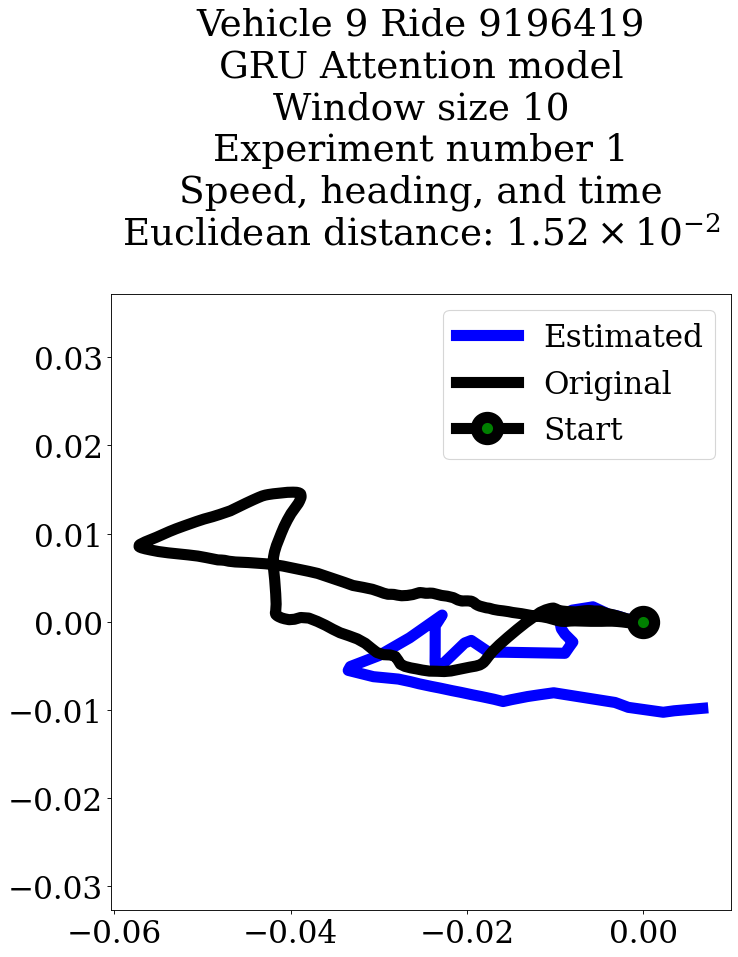 Vehicle 9 Ride 9196419
GRU Attention model
Window size 10
Experiment number 1
Speed, heading, and time
Euclidean distance: 1.52 × 10⁻²
Estimated
Original
Start
0.03
0.02
0.01
0.00
−0.01
−0.02
−0.03
−0.06
−0.04
−0.02
0.00